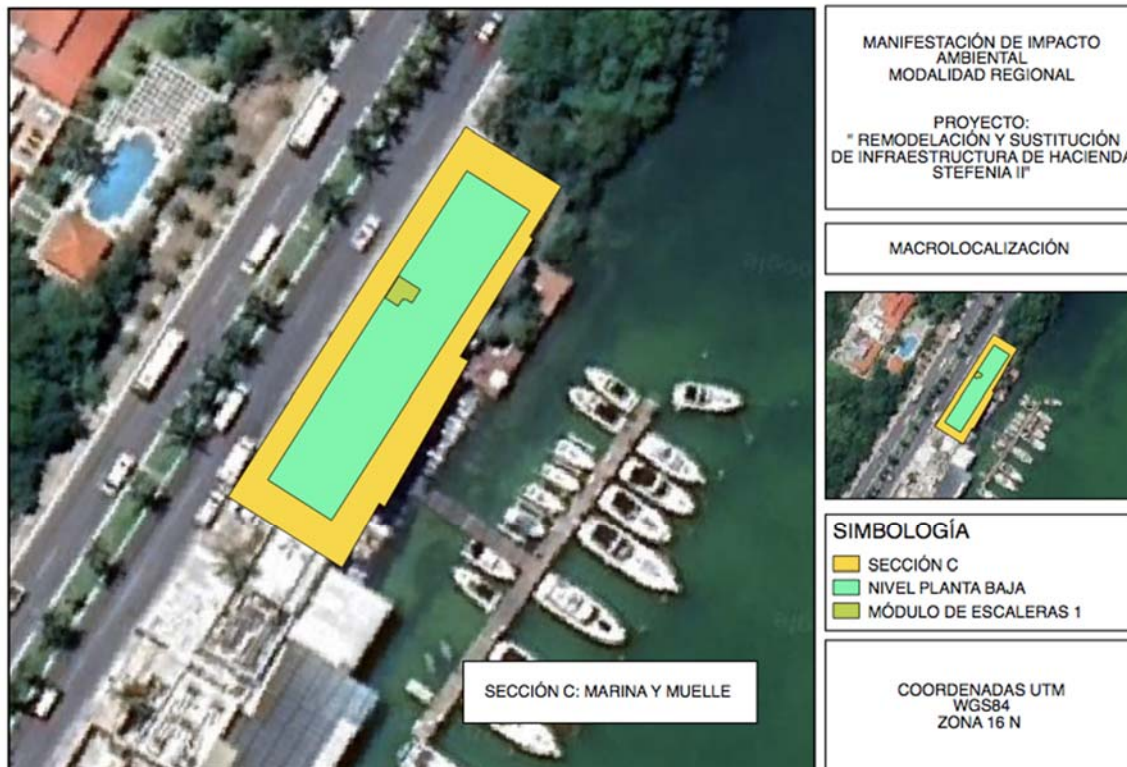 MANIFESTACIÓN DE IMPACTO
AMBIENTAL
MODALIDAD REGIONAL
PROYECTO:
" REMODELACIÓN Y SUSTITUCIÓN
DE INFRAESTRUCTURA DE HACIENDA
STEFENIA II"
MACROLOCALIZACIÓN
SIMBOLOGÍA
SECCIÓN C
NIVEL PLANTA BAJA
MÓDULO DE ESCALERAS 1
SECCIÓN C: MARINA Y MUELLE
COORDENADAS UTM
WGS84
ZONA 16 N